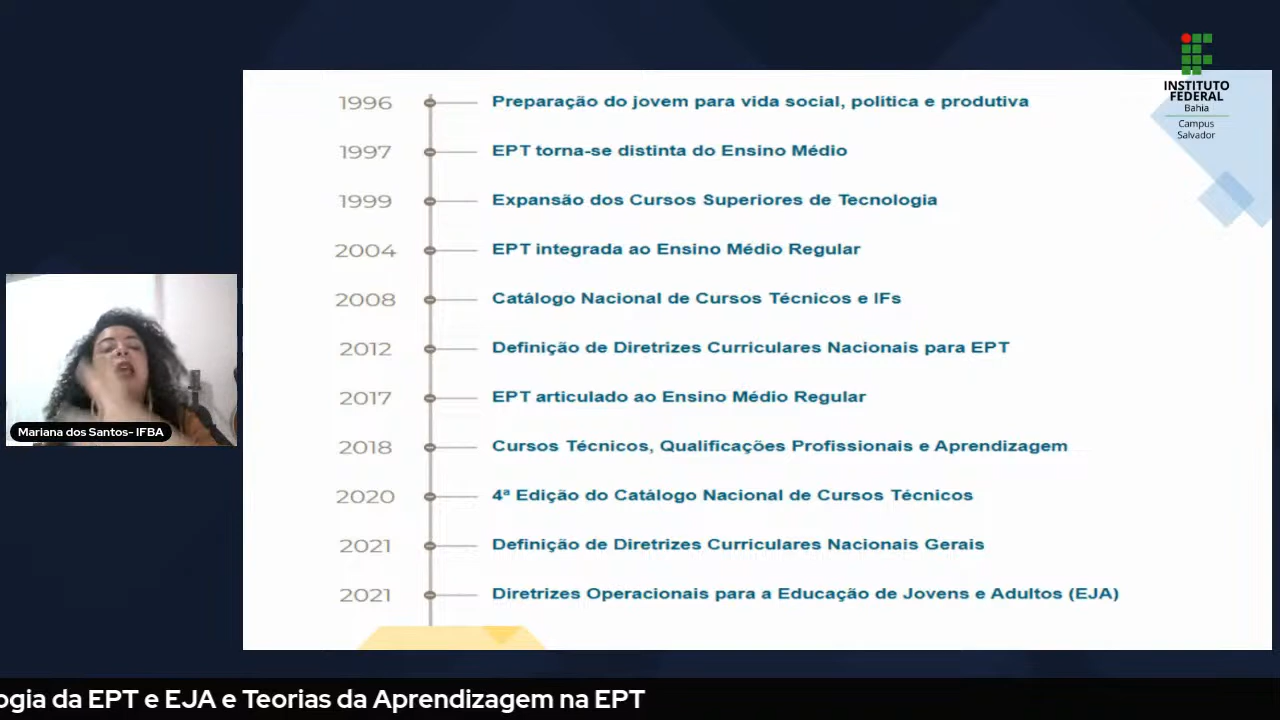 INSTITUTO
FEDERAL
Bahia
Campus
Salvador
1996 Preparação do jovem para vida social, política e produtiva
1997 EPT torna-se distinta do Ensino Médio
1999 Expansão dos Cursos Superiores de Tecnologia
2004 EPT integrada ao Ensino Médio Regular
2008 Catálogo Nacional de Cursos Técnicos e IFs
2012 Definição de Diretrizes Curriculares Nacionais para EPT
2017 EPT articulado ao Ensino Médio Regular
2018 Cursos Técnicos, Qualificações Profissionais e Aprendizagem
2020 4ª Edição do Catálogo Nacional de Cursos Técnicos
2021 Definição de Diretrizes Curriculares Nacionais Gerais
2021 Diretrizes Operacionais para a Educação de Jovens e Adultos (EJA)
Mariana dos Santos- IFBA
ogia da EPT e EJA e Teorias da Aprendizagem na EPT